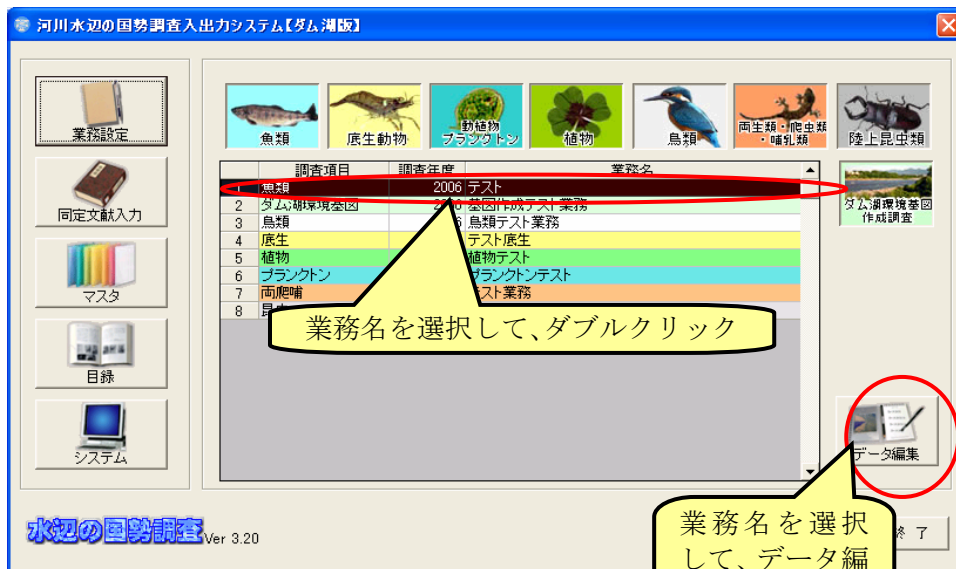 河川水辺の国勢調査入出力システム【ダム湖版】
業務設定
同定文献入力
マスタ
目録
システム
魚類
底生動物
動植物
プランクトン
植物
鳥類
両生類・爬虫類
・哺乳類
陸上昆虫類
ダム湖環境基図
作成調査
調査項目 調査年度 業務名
1 魚類 2006 テスト
2 ダム湖環境基図 基図作成テスト業務
3 鳥類 6 鳥類テスト業務
4 底生 テスト底生
5 植物 植物テスト
6 プランクトン プランクトンテスト
7 両爬哺 テスト業務
8
業務名を選択して、ダブルクリック
データ編集
業務名を選択
して、データ編
水辺の国勢調査 Ver 3.20
終 了